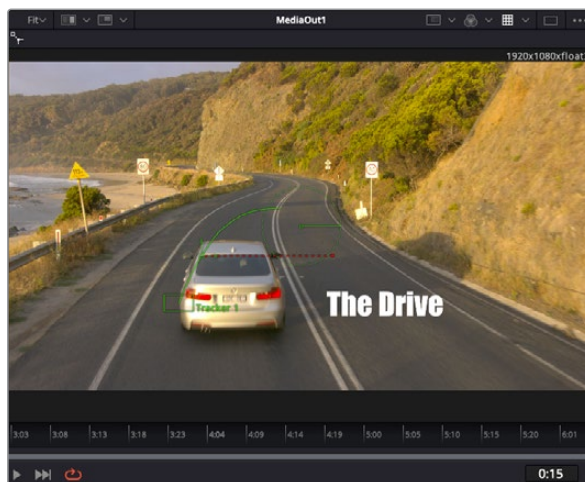 Fit
MediaOut1
1920x1080xfloat
Tracker 1
The Drive
3:03 3:08 3:13 3:18 3:23 4:04 4:09 4:14 4:19 5:00 5:05 5:10 5:15 5:20 6:01
0:15